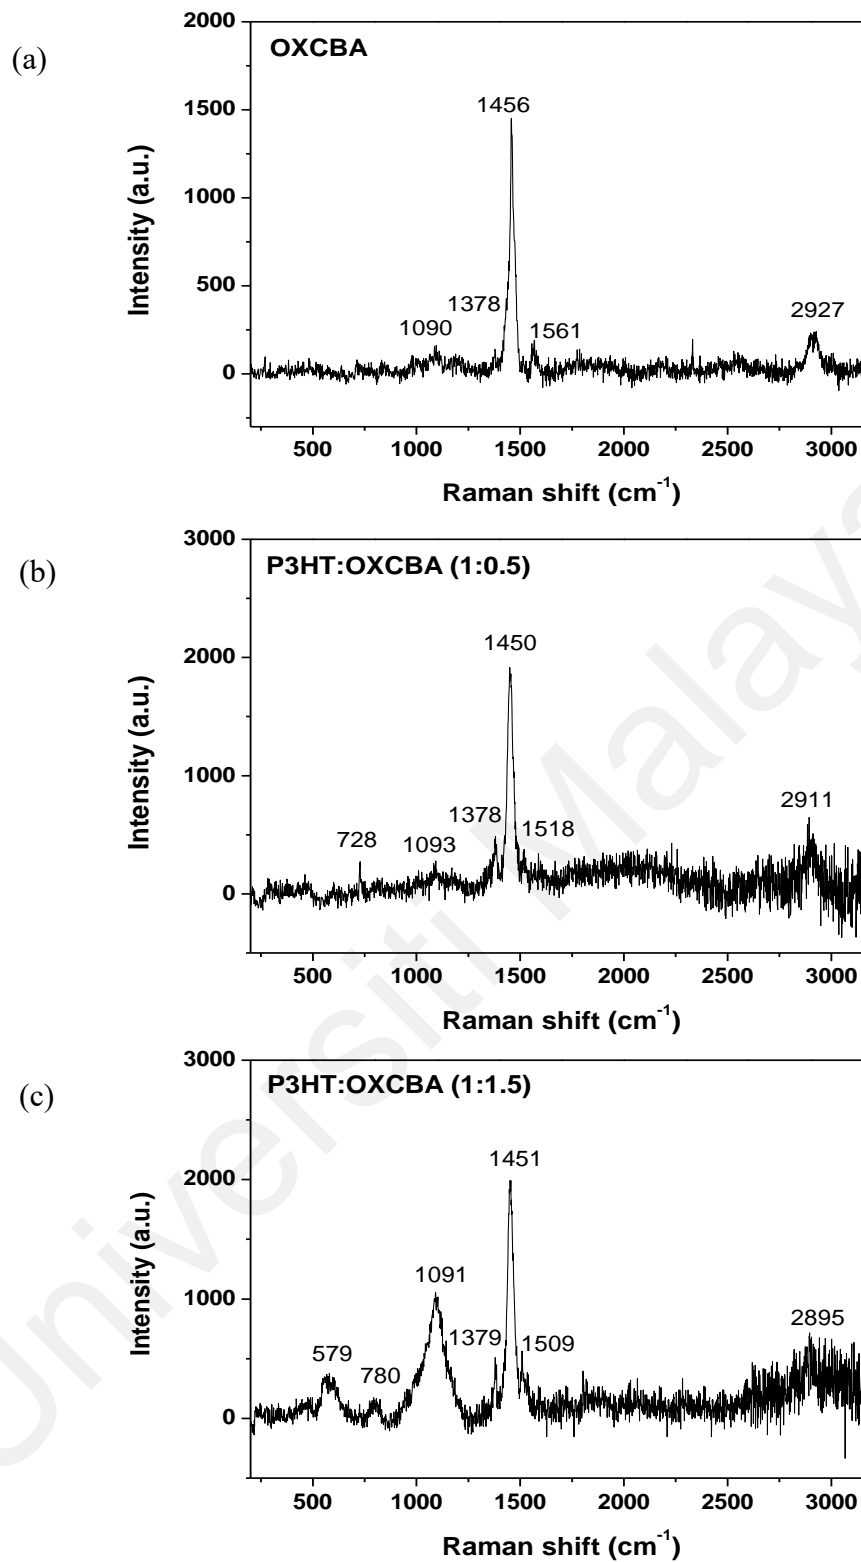 (a)
OXCBA
2000
1500
1000
500
0
Intensity (a.u.)
1456
1378
1090
1561
2927
500 1000 1500 2000 2500 3000
Raman shift (cm⁻¹)
(b)
P3HT:OXCBA (1:0.5)
3000
2000
1000
0
Intensity (a.u.)
1450
1378
1518
728
1093
2911
500 1000 1500 2000 2500 3000
Raman shift (cm⁻¹)
(c)
P3HT:OXCBA (1:1.5)
3000
2000
1000
0
Intensity (a.u.)
1451
1091
1379
1509
579
780
2895
500 1000 1500 2000 2500 3000
Raman shift (cm⁻¹)
Universiti Malaya